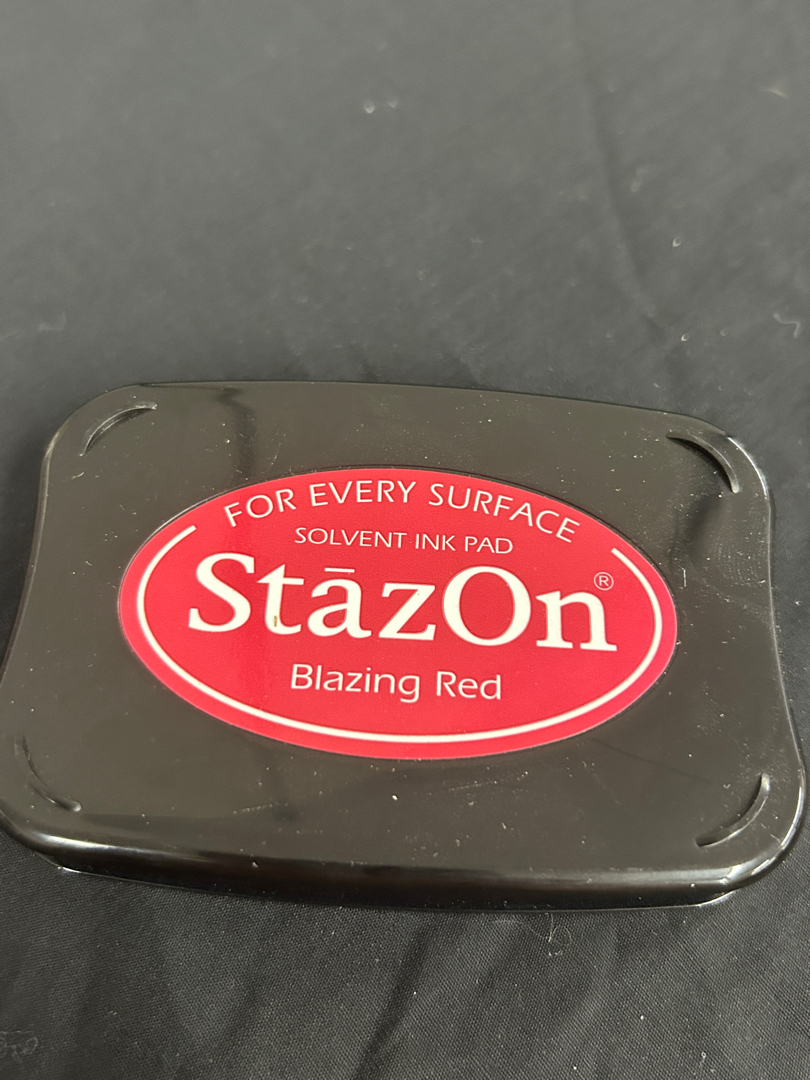 FOR EVERY SURFACE
SOLVENT INK PAD
StāzOn®
Blazing Red